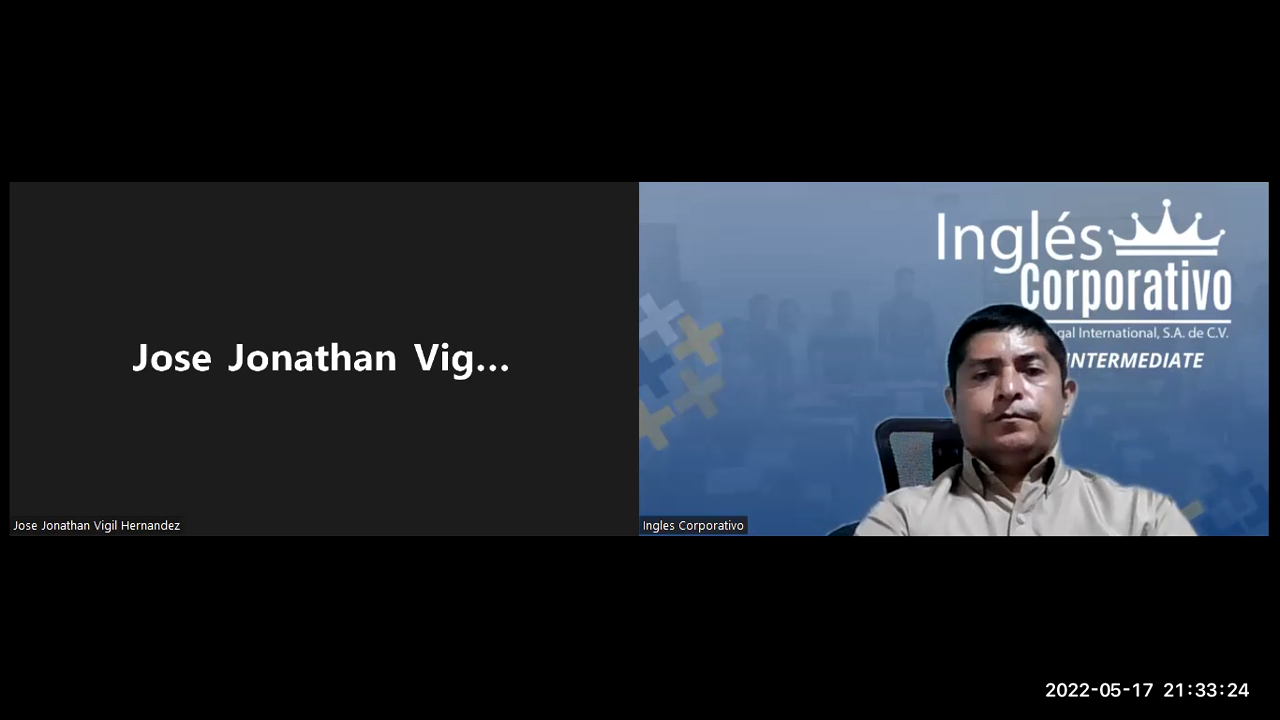 Jose Jonathan Vig...
Jose Jonathan Vigil Hernandez
Inglés
Corporativo
gal International, S.A. de C.V.
INTERMEDIATE
Ingles Corporativo
2022-05-17 21:33:24